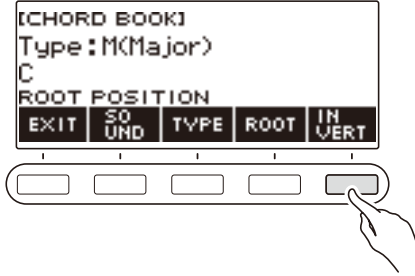 [CHORD BOOK]
Type:M(Major)
C
ROOT POSITION
EXIT SO UND TYPE ROOT IN VERT